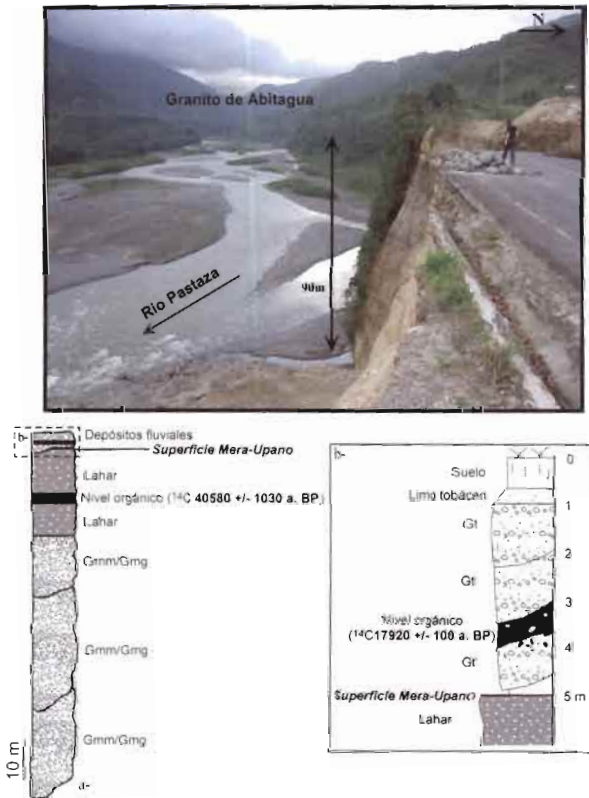 N
Granito de Abitagua
90m
Rio Pastaza
b-
Depósitos fluviales
Superficie Mera-Upano
Lahar
Nivel orgánico (¹⁴C 40580 +/- 1030 a. BP)
Lahar
Gmm/Gmg
Gmm/Gmg
Gmm/Gmg
10 m
a-
b-
0
Suelo
Limo tobáceo
1
Gt
2
Gt
3
Nivel orgánico
(¹⁴C17920 +/- 100 a. BP)
4
Gt
Superficie Mera-Upano
5 m
Lahar